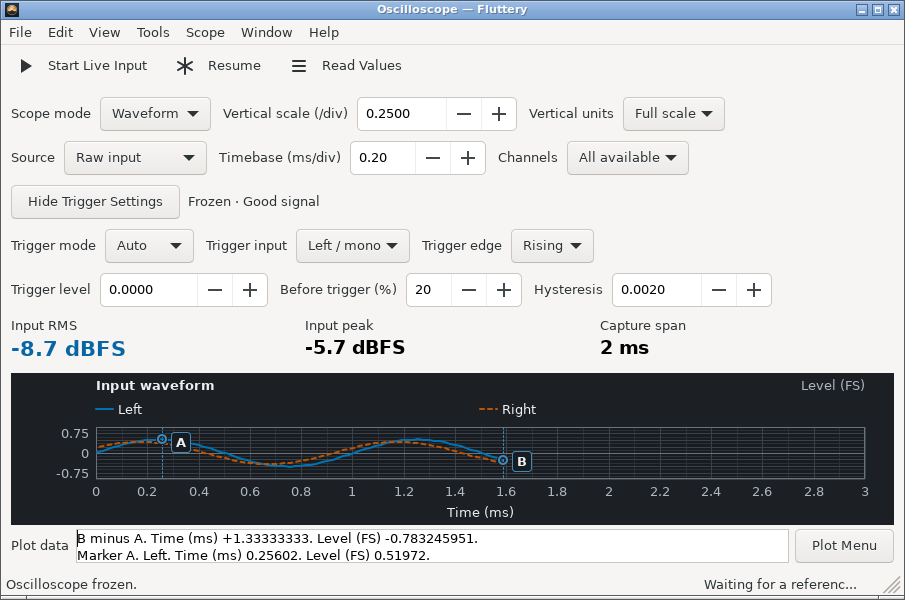 Oscilloscope — Fluttery
File Edit View Tools Scope Window Help
Start Live Input Resume Read Values
Scope mode Waveform Vertical scale (/div) 0.2500 Vertical units Full scale
Source Raw input Timebase (ms/div) 0.20 Channels All available
Hide Trigger Settings Frozen · Good signal
Trigger mode Auto Trigger input Left / mono Trigger edge Rising
Trigger level 0.0000 Before trigger (%) 20 Hysteresis 0.0020
Input RMS Input peak Capture span
-8.7 dBFS -5.7 dBFS 2 ms
Input waveform Level (FS)
Left Right
0.75
A
0
B
-0.75
0 0.2 0.4 0.6 0.8 1 1.2 1.4 1.6 1.8 2 2.2 2.4 2.6 2.8 3
Time (ms)
B minus A. Time (ms) +1.33333333. Level (FS) -0.783245951.
Plot data Plot Menu
Marker A. Left. Time (ms) 0.25602. Level (FS) 0.51972.
Oscilloscope frozen. Waiting for a referenc...